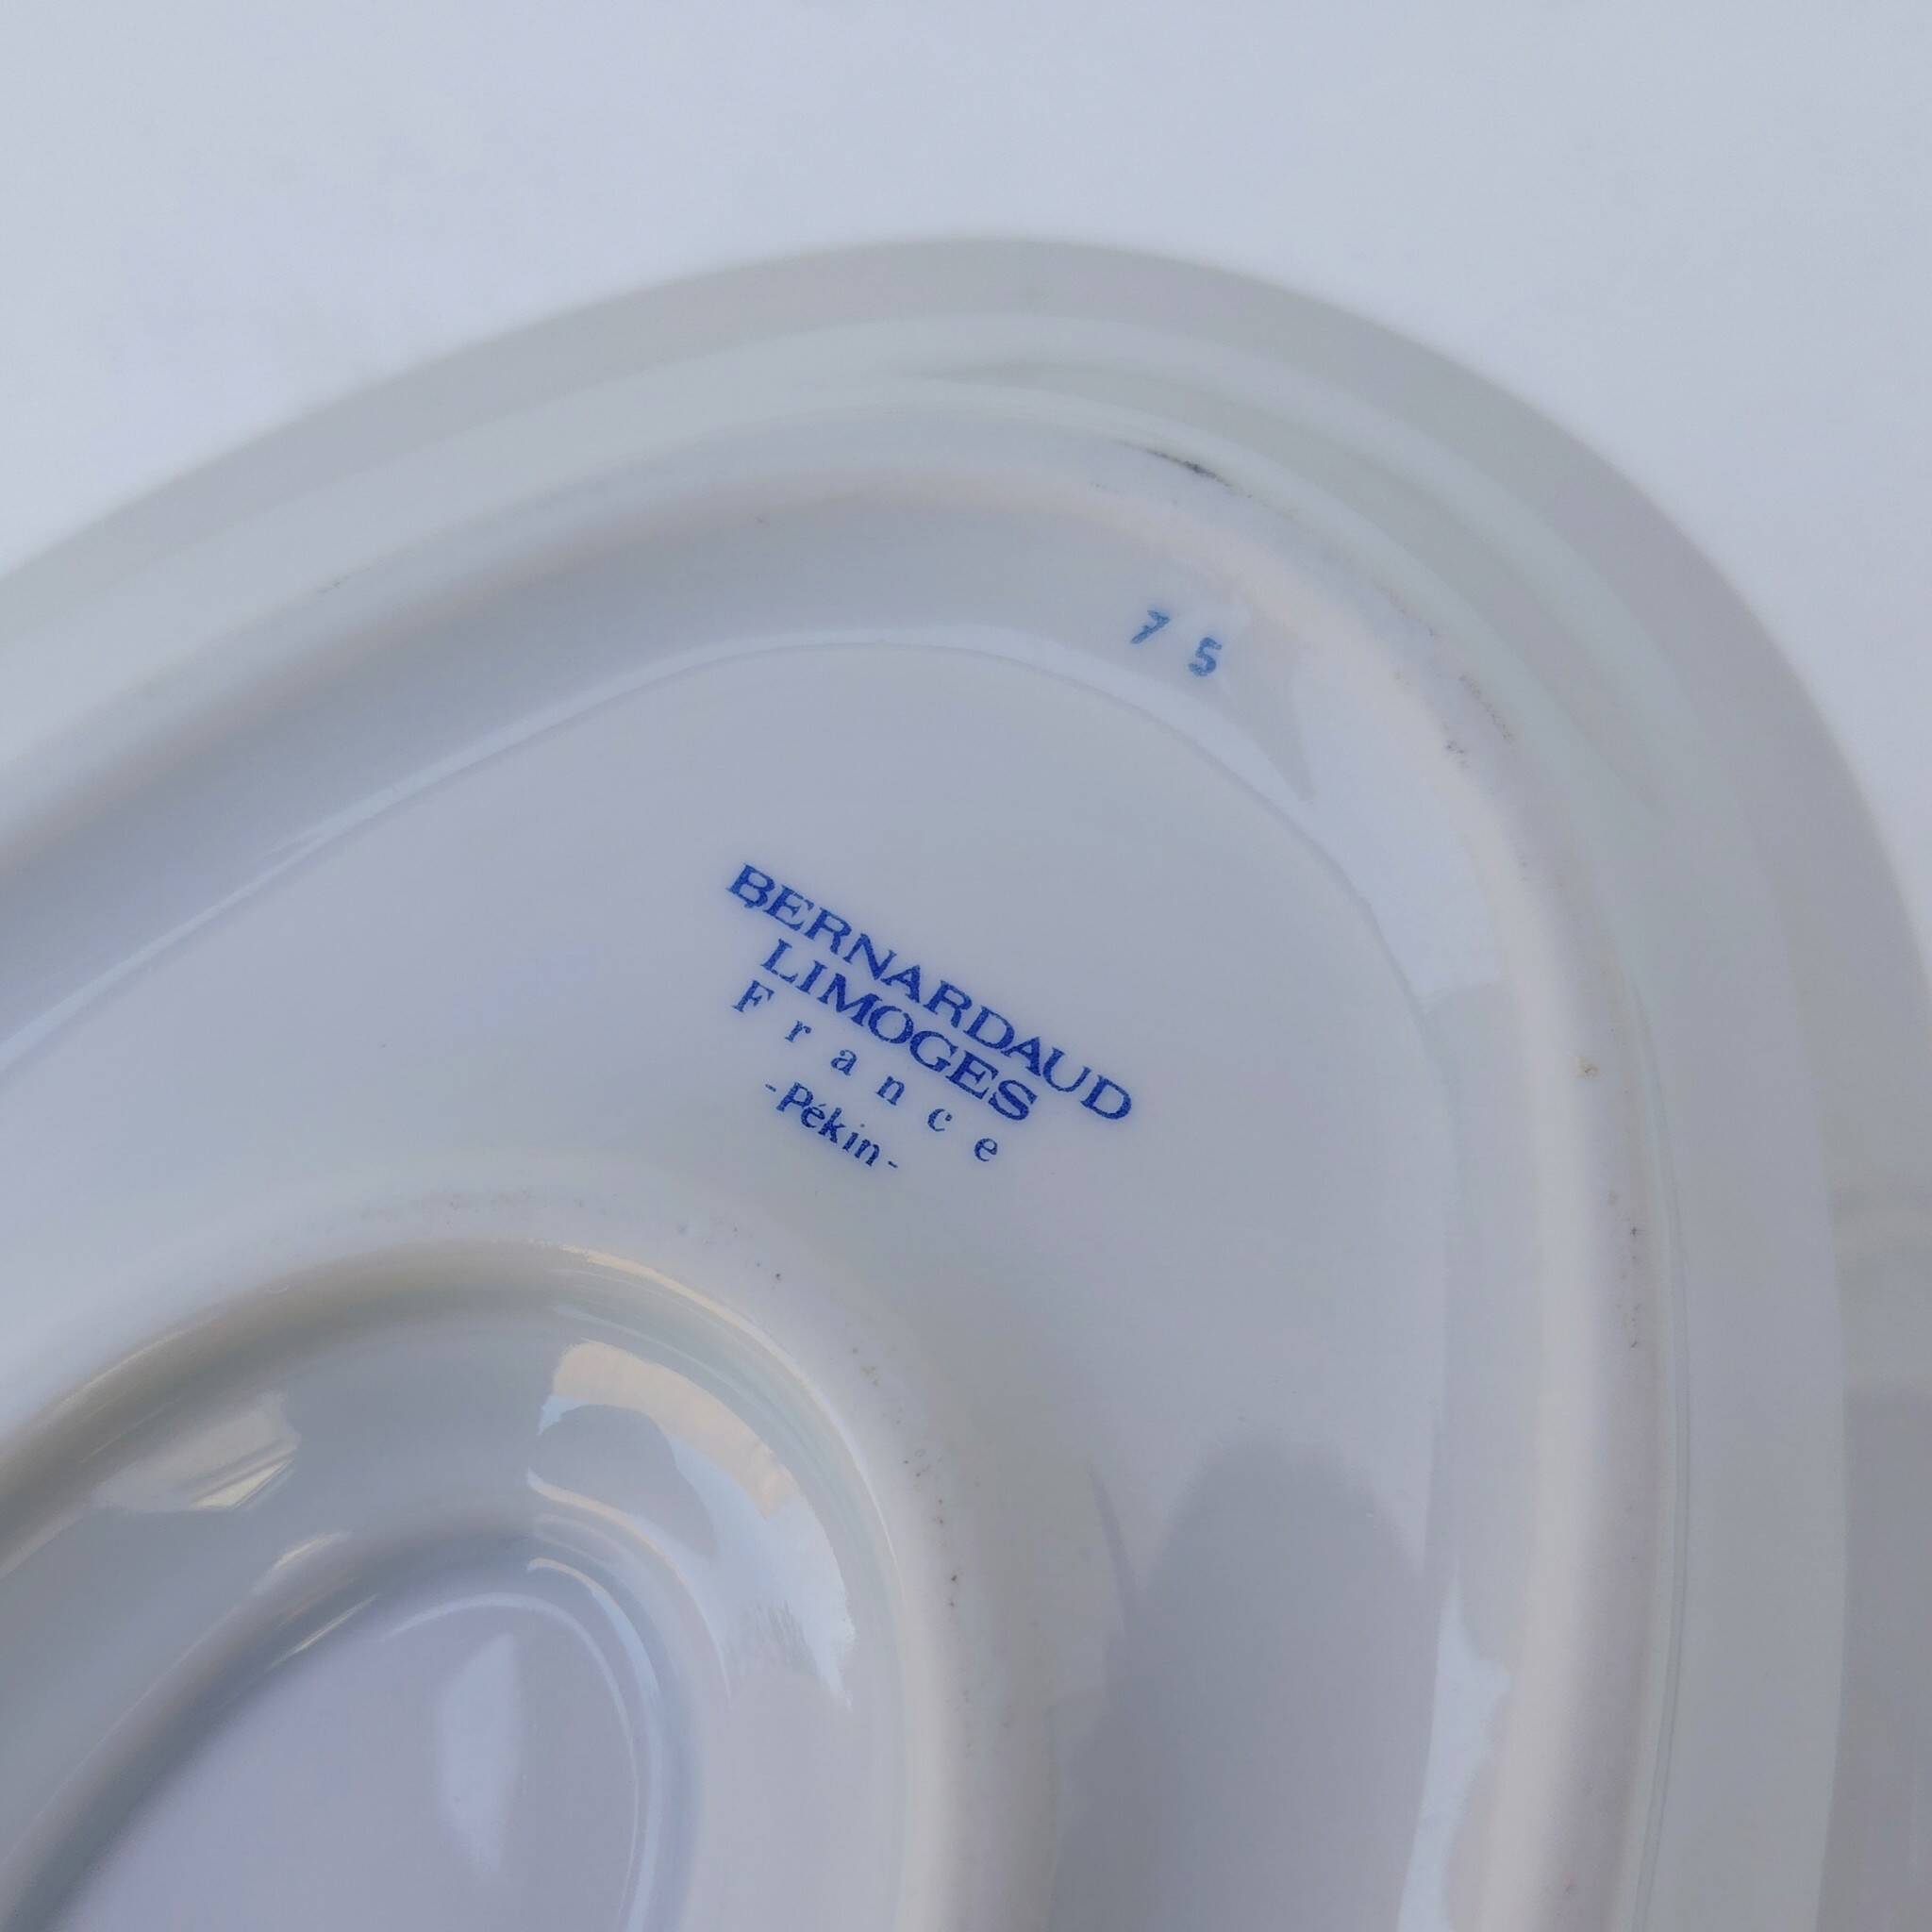 75
BERNARDAUD
LIMOGES
France
-Pékin-